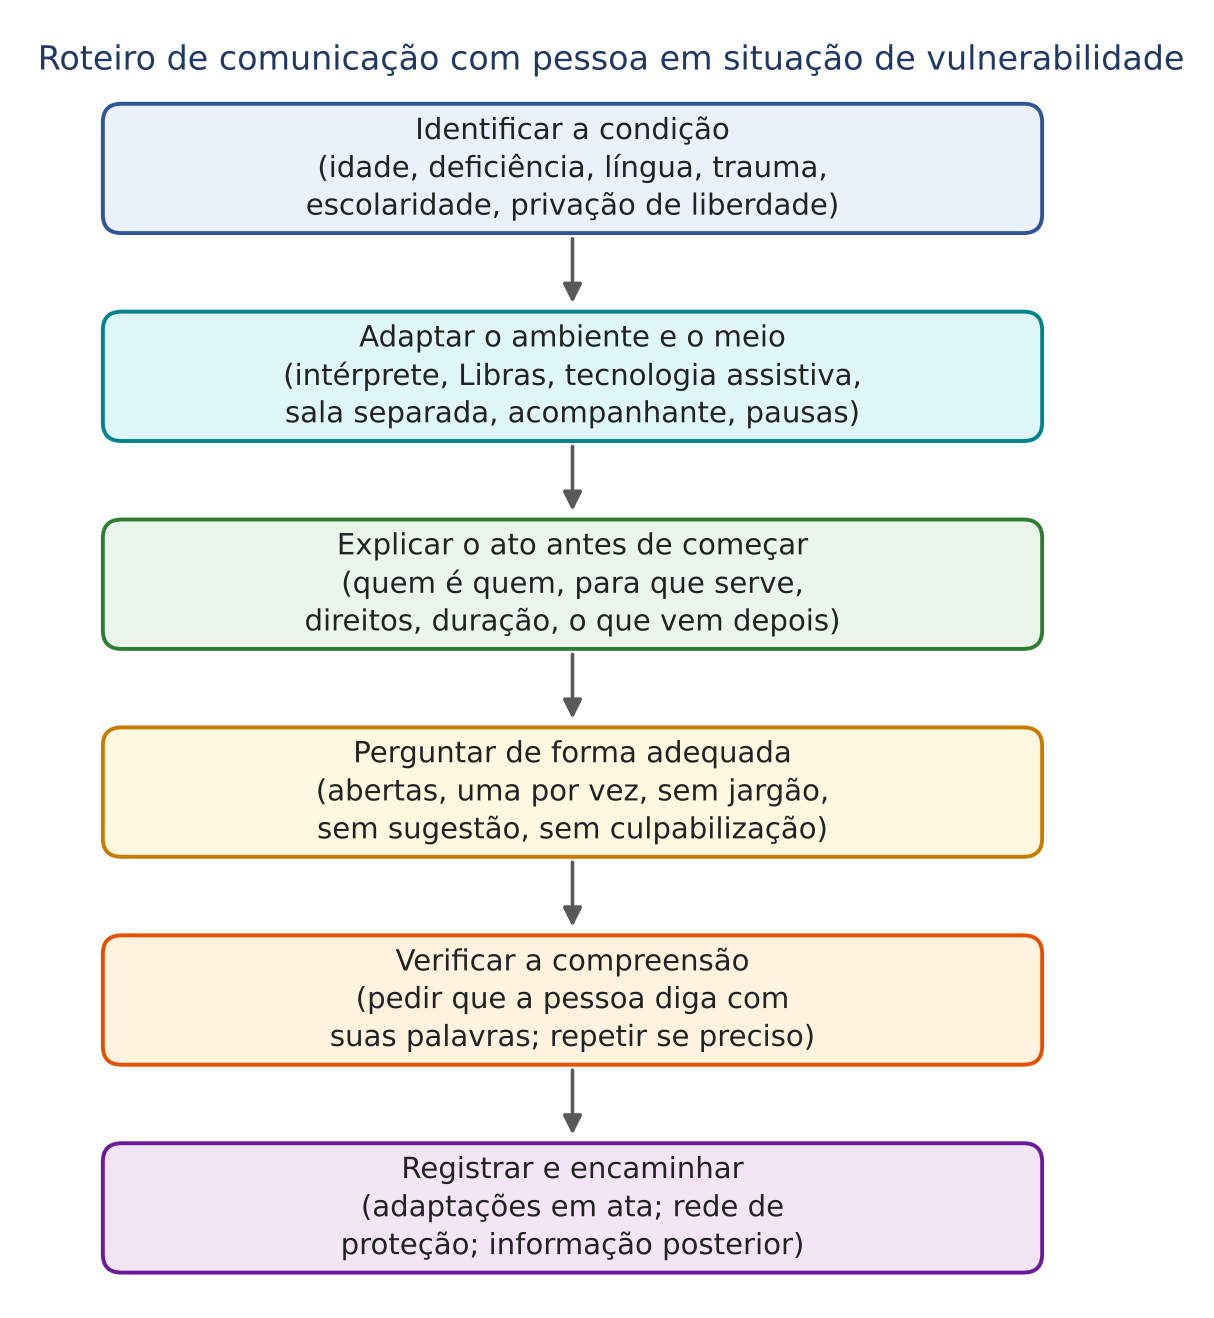 Roteiro de comunicação com pessoa em situação de vulnerabilidade
Identificar a condição
(idade, deficiência, língua, trauma,
escolaridade, privação de liberdade)
Adaptar o ambiente e o meio
(intérprete, Libras, tecnologia assistiva,
sala separada, acompanhante, pausas)
Explicar o ato antes de começar
(quem é quem, para que serve,
direitos, duração, o que vem depois)
Perguntar de forma adequada
(abertas, uma por vez, sem jargão,
sem sugestão, sem culpabilização)
Verificar a compreensão
(pedir que a pessoa diga com
suas palavras; repetir se preciso)
Registrar e encaminhar
(adaptações em ata; rede de
proteção; informação posterior)